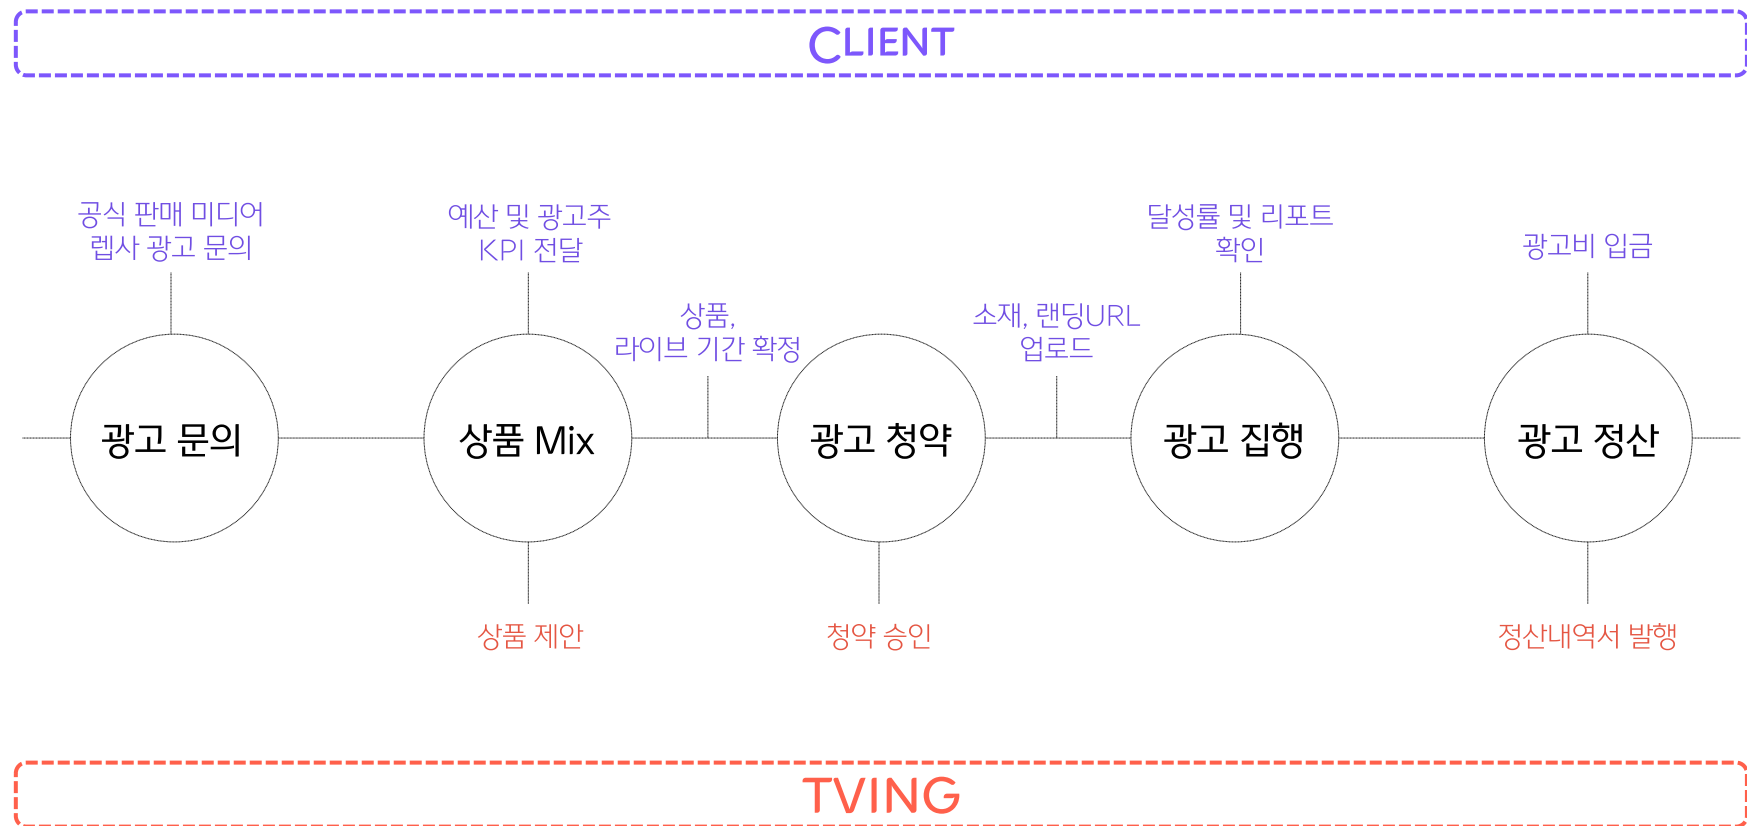 CLIENT
공식 판매 미디어
렙사 광고 문의
예산 및 광고주
KPI 전달
상품,
라이브 기간 확정
소재, 랜딩URL
업로드
달성률 및 리포트
확인
광고비 입금
광고 문의
상품 Mix
광고 청약
광고 집행
광고 정산
상품 제안
청약 승인
정산내역서 발행
TVING